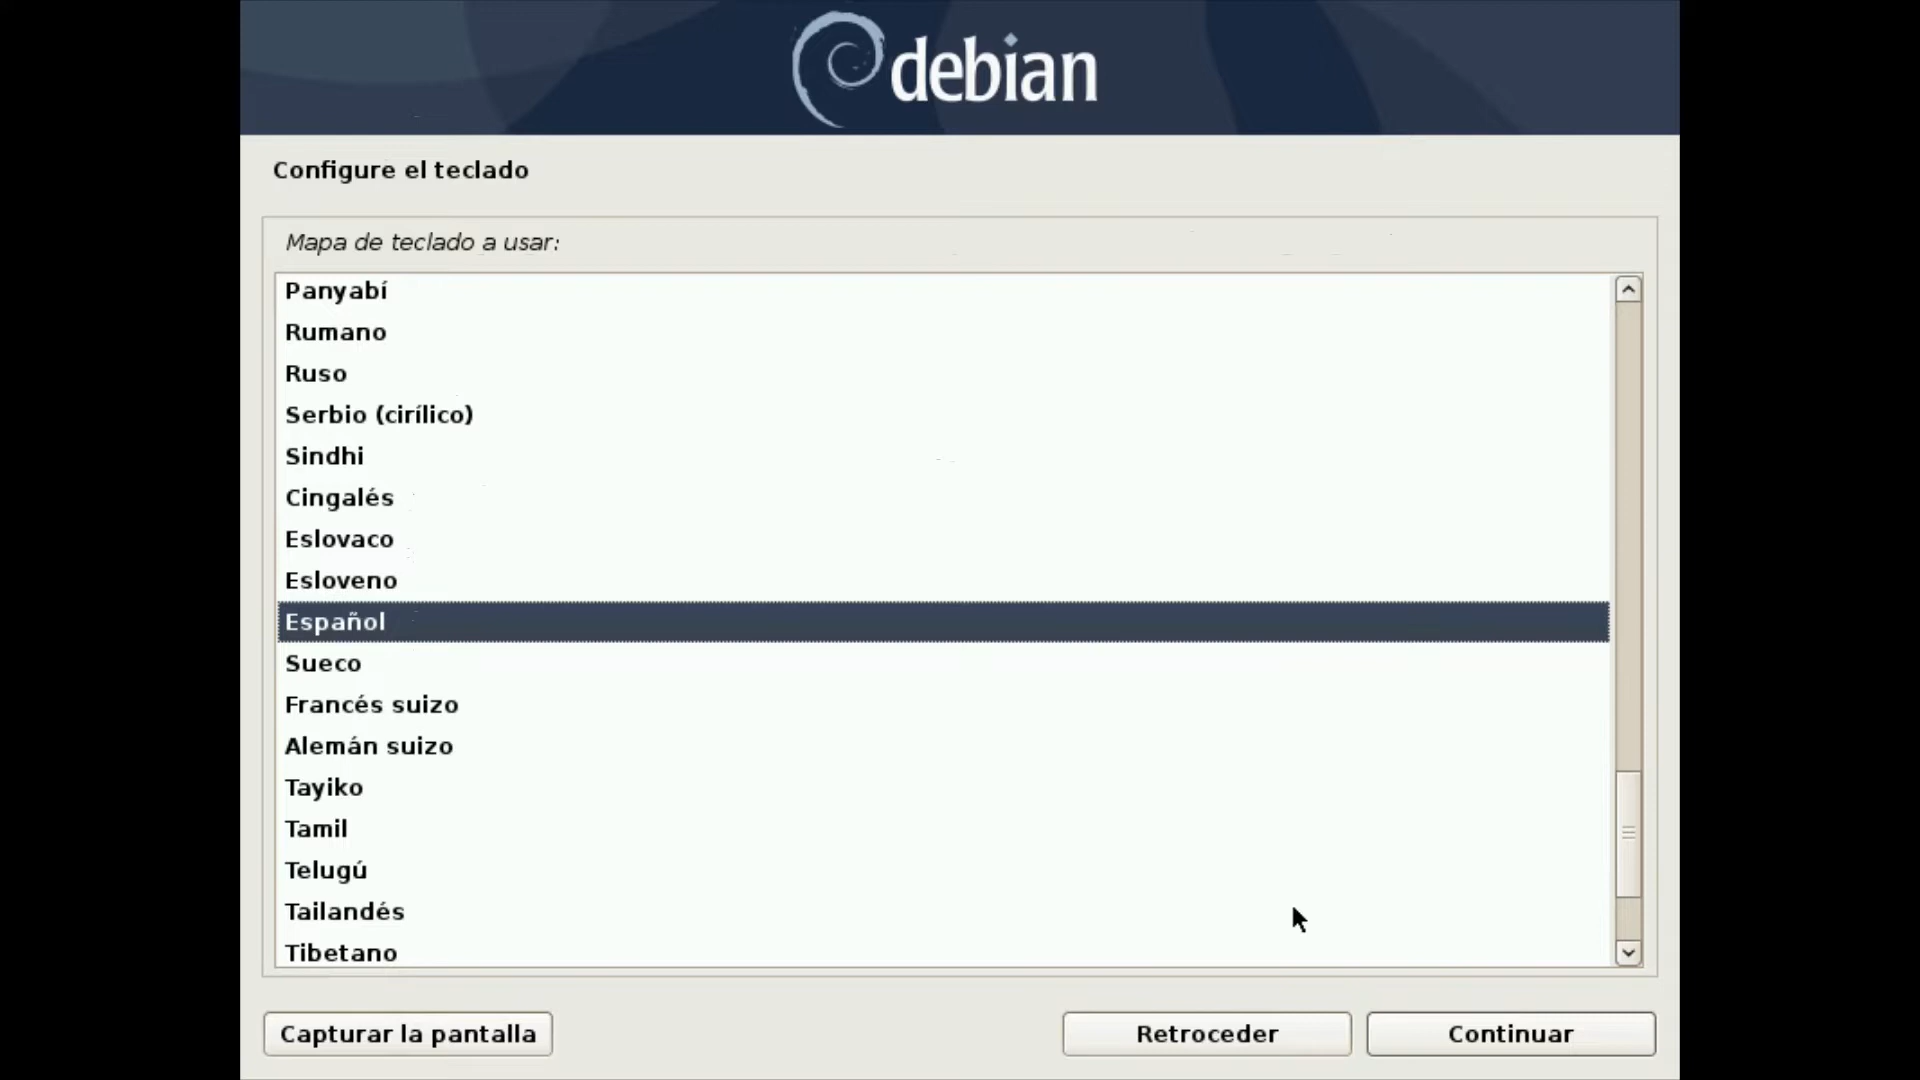 debian
Configure el teclado
Mapa de teclado a usar:
Panyabí
Rumano
Ruso
Serbio (cirílico)
Sindhi
Cingalés
Eslovaco
Esloveno
Español
Sueco
Francés suizo
Alemán suizo
Tayiko
Tamil
Telugú
Tailandés
Tibetano
Capturar la pantalla
Retroceder
Continuar